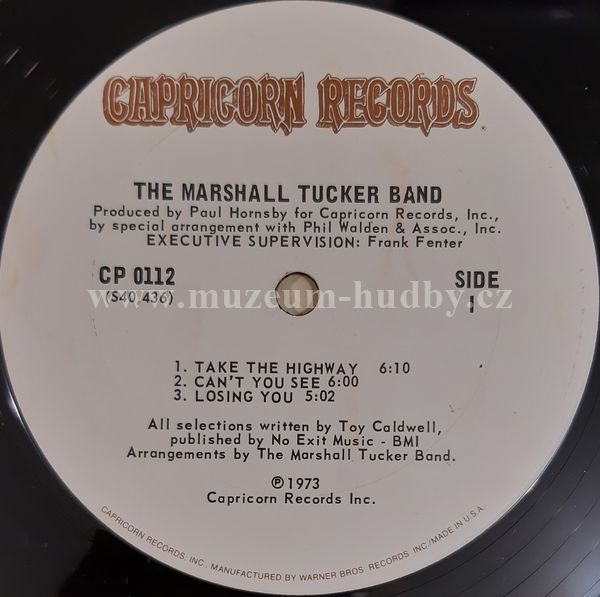 CAPRICORN RECORDS®
THE MARSHALL TUCKER BAND
Produced by Paul Hornsby for Capricorn Records, Inc.,
by special arrangement with Phil Walden & Assoc., Inc.
EXECUTIVE SUPERVISION: Frank Fenter
CP 0112
(S40,436)
SIDE
1
www.muzeum-hudby.cz
1. TAKE THE HIGHWAY 6:10
2. CAN'T YOU SEE 6:00
3. LOSING YOU 5:02
All selections written by Toy Caldwell,
published by No Exit Music - BMI
Arrangements by The Marshall Tucker Band.
℗ 1973
Capricorn Records Inc.
CAPRICORN RECORDS, INC., MANUFACTURED BY WARNER BROS. RECORDS INC./MADE IN U.S.A.